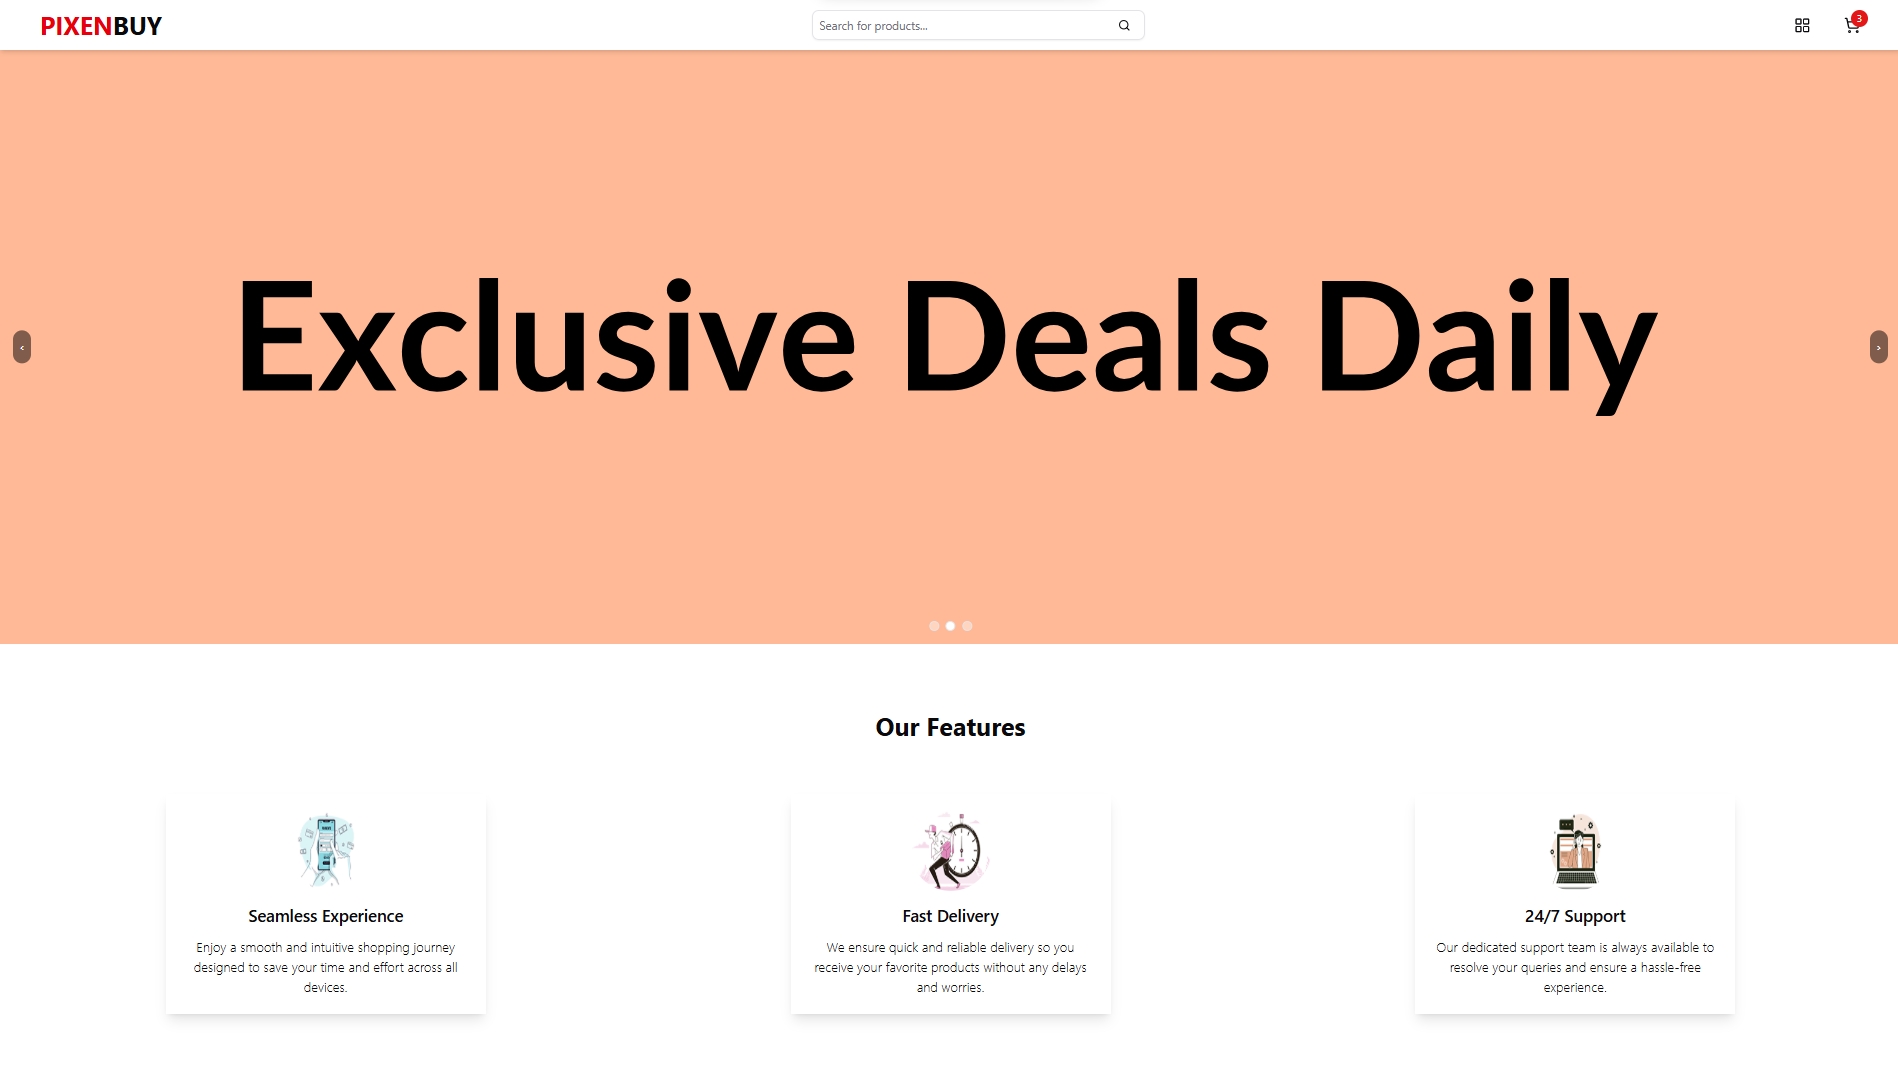 PIXENBUY
Search for products...
3
Exclusive Deals Daily
‹
›
Our Features
Seamless Experience
Enjoy a smooth and intuitive shopping journey
designed to save your time and effort across all
devices.
Fast Delivery
We ensure quick and reliable delivery so you
receive your favorite products without any delays
and worries.
24/7 Support
Our dedicated support team is always available to
resolve your queries and ensure a hassle-free
experience.